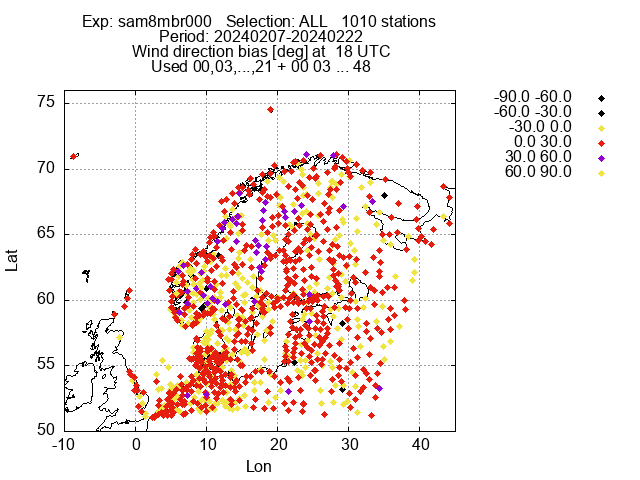 Exp: sam8mbr000 Selection: ALL 1010 stations
Period: 20240207-20240222
Wind direction bias [deg] at 18 UTC
Used 00,03,...,21 + 00 03 ... 48
-90.0 -60.0
-60.0 -30.0
-30.0 0.0
0.0 30.0
30.0 60.0
60.0 90.0
75
70
65
60
55
50
Lat
-10 0 10 20 30 40
Lon